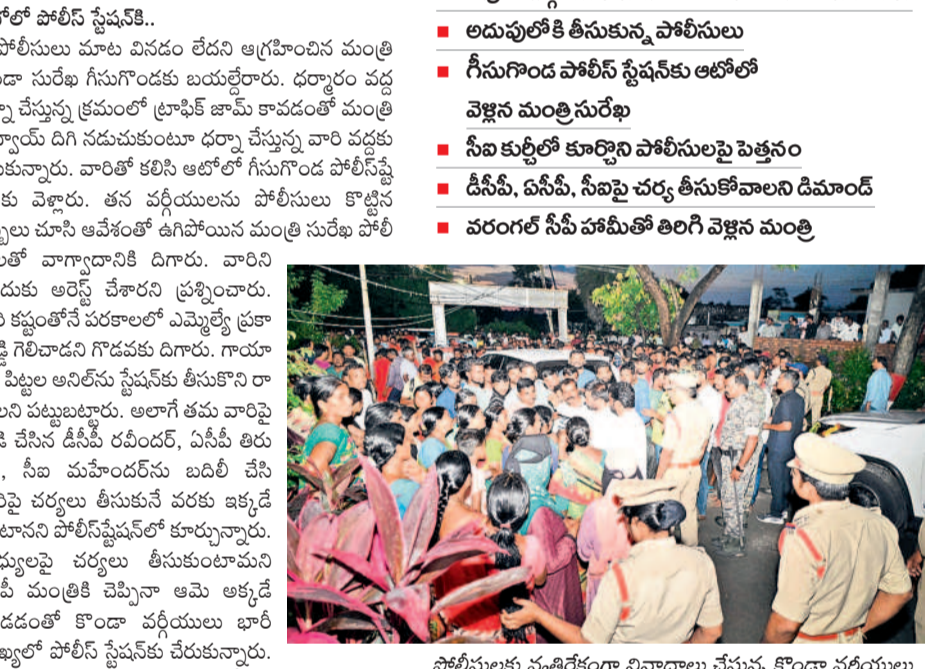 పోలీస్ స్టేషన్‌కి..
పోలీసులు మాట వినడం లేదని ఆగ్రహించిన మంత్రి
సురేఖ గీసుగొండకు బయల్దేరారు. ధర్మారం వద్ద
చేస్తున్న క్రమంలో ట్రాఫిక్ జామ్ కావడంతో మంత్రి
దిగి నడుచుకుంటూ ధర్నా చేస్తున్న వారి వద్దకు
వారితో కలిసి ఆటోలో గీసుగొండ పోలీస్‌స్టే
వెళ్లారు. తన వర్గీయులను పోలీసులు కొట్టిన
చూసి ఆవేశంతో ఊగిపోయిన మంత్రి సురేఖ పోలీ
వాగ్వాదానికి దిగారు. వారిని
అరెస్ట్ చేశారని ప్రశ్నించారు.
కష్టంతోనే పరకాలలో ఎమ్మెల్యే ప్రకా
గెలిచాడని గొడవకు దిగారు. గాయా
పిట్టల అనిల్‌ను స్టేషన్‌కు తీసుకొని రా
పట్టుబట్టారు. అలాగే తమ వారిపై
చేసిన డీసీపీ రవీందర్, ఏసీపీ తిరు
సీఐ మహేందర్‌ను బదిలీ చేసి
చర్యలు తీసుకునే వరకు ఇక్కడే
పోలీస్‌స్టేషన్‌లో కూర్చున్నారు.
చర్యలు తీసుకుంటామని
మంత్రికి చెప్పినా ఆమె అక్కడే
కొండా వర్గీయులు భారీ
పోలీస్ స్టేషన్‌కు చేరుకున్నారు.
■ అదుపులోకి తీసుకున్న పోలీసులు
■ గీసుగొండ పోలీస్ స్టేషన్‌కు ఆటోలో
వెళ్లిన మంత్రి సురేఖ
■ సీఐ కుర్చీలో కూర్చొని పోలీసులపై పెత్తనం
■ డీసీపీ, ఏసీపీ, సీఐపై చర్య తీసుకోవాలని డిమాండ్
■ వరంగల్ సీపీ హామీతో తిరిగి వెళ్లిన మంత్రి
పోలీసులకు వ్యతిరేకంగా నినాదాలు చేస్తున్న కొండా వర్గీయులు